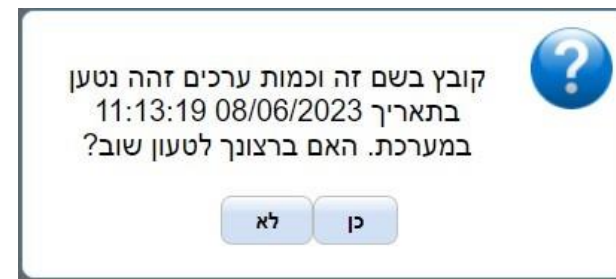 קובץ בשם זה וכמות ערכים זהה נטען
בתאריך 08/06/2023 11:13:19
במערכת. האם ברצונך לטעון שוב?
כן לא